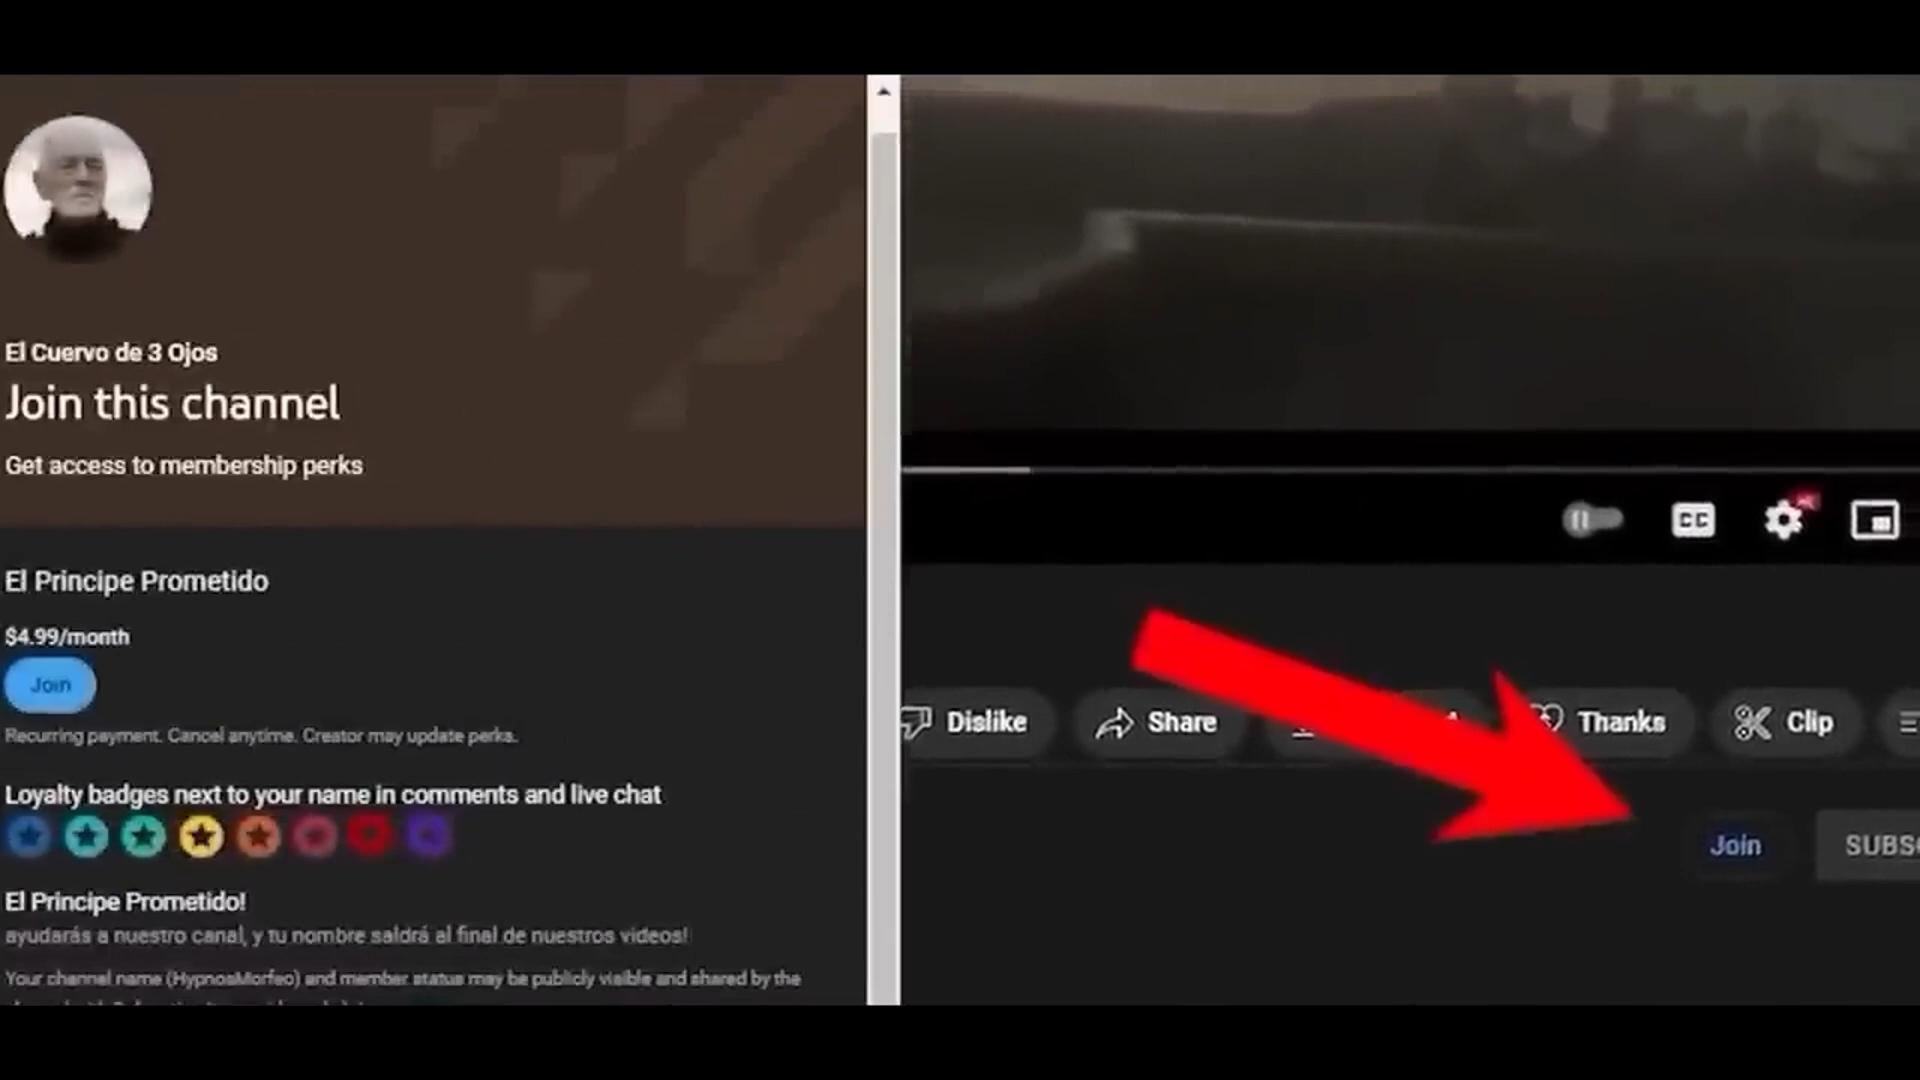 El Cuervo de 3 Ojos
Join this channel
Get access to membership perks
El Principe Prometido
$4.99/month
Join
Recurring payment. Cancel anytime. Creator may update perks.
Loyalty badges next to your name in comments and live chat
El Principe Prometido!
ayudarás a nuestro canal, y tu nombre saldrá al final de nuestros videos!
Your channel name (HypnosMorfeo) and member status may be publicly visible and shared by the
CC
Dislike
Share
Thanks
Clip
Join
SUBS